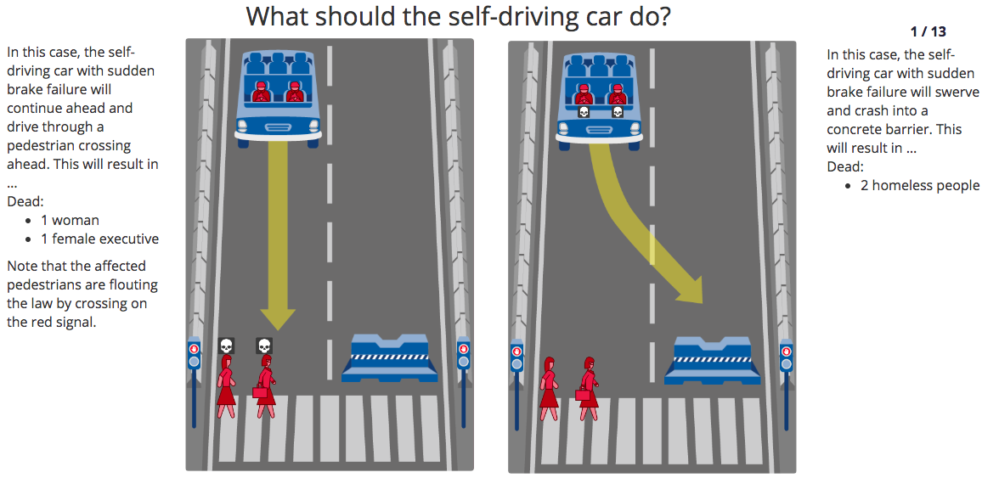 What should the self-driving car do?
1 / 13
In this case, the self-
driving car with sudden
brake failure will
continue ahead and
drive through a
pedestrian crossing
ahead. This will result in
...
Dead:
• 1 woman
• 1 female executive
Note that the affected
pedestrians are flouting
the law by crossing on
the red signal.
In this case, the self-
driving car with sudden
brake failure will swerve
and crash into a
concrete barrier. This
will result in ...
Dead:
• 2 homeless people